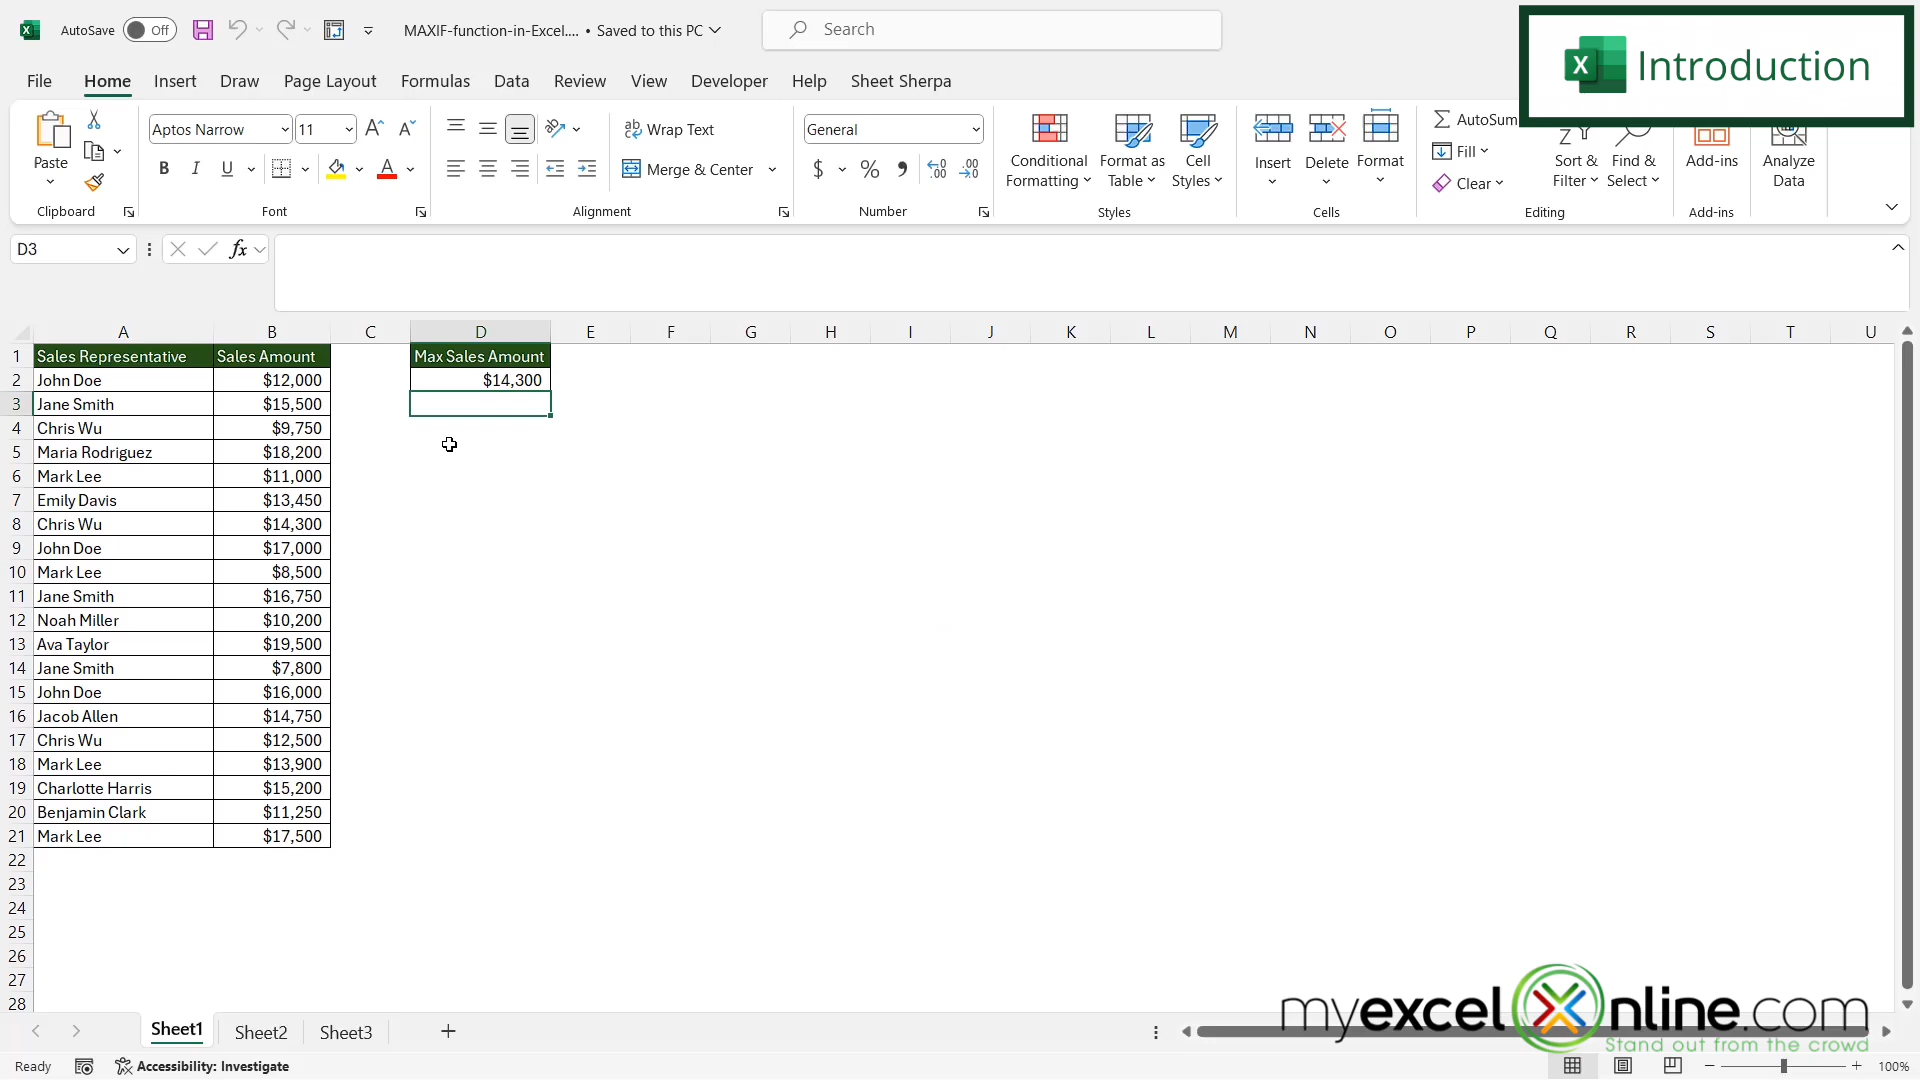 AutoSave Off MAXIF-function-in-Excel.... • Saved to this PC Search
X Introduction
File Home Insert Draw Page Layout Formulas Data Review View Developer Help Sheet Sherpa
Paste Aptos Narrow 11 Wrap Text General Conditional Formatting Format as Table Cell Styles Insert Delete Format AutoSum Fill Clear Sort & Filter Find & Select Add-ins Analyze Data
B I U A Merge & Center $ %
Clipboard Font Alignment Number Styles Cells Editing Add-ins
D3 fx
A B C D E F G H I J K L M N O P Q R S T U
1 Sales Representative Sales Amount Max Sales Amount
2 John Doe $12,000 $14,300
3 Jane Smith $15,500
4 Chris Wu $9,750
5 Maria Rodriguez $18,200
6 Mark Lee $11,000
7 Emily Davis $13,450
8 Chris Wu $14,300
9 John Doe $17,000
10 Mark Lee $8,500
11 Jane Smith $16,750
12 Noah Miller $10,200
13 Ava Taylor $19,500
14 Jane Smith $7,800
15 John Doe $16,000
16 Jacob Allen $14,750
17 Chris Wu $12,500
18 Mark Lee $13,900
19 Charlotte Harris $15,200
20 Benjamin Clark $11,250
21 Mark Lee $17,500
22
23
24
25
26
27
28
myexcelOnline.com
Stand out from the crowd
Sheet1 Sheet2 Sheet3
Ready Accessibility: Investigate 100%